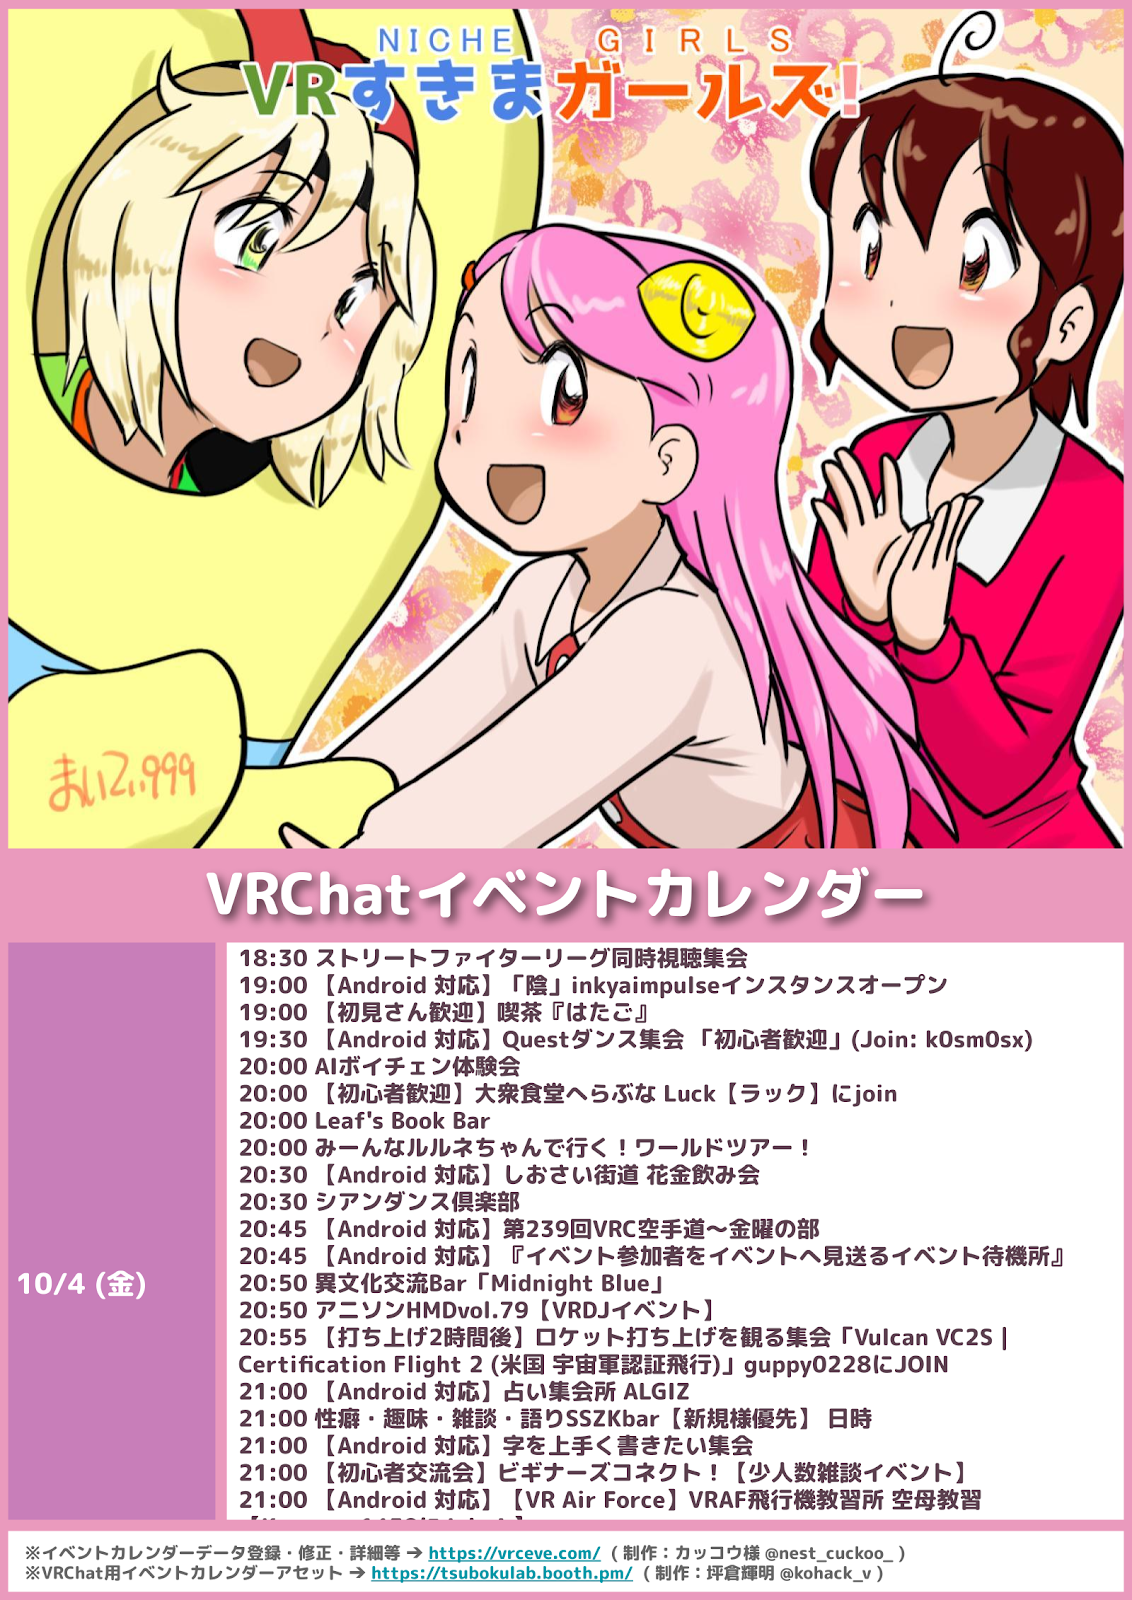 NICHE GIRLS
VRすきまガールズ!
まいてぃ999
VRChatイベントカレンダー
10/4 (金)
18:30 ストリートファイターリーグ同時視聴集会
19:00 【Android 対応】「陰」inkyaimpulseインスタンスオープン
19:00 【初見さん歓迎】喫茶『はたご』
19:30 【Android 対応】Questダンス集会 「初心者歓迎」(Join: k0sm0sx)
20:00 AIボイチェン体験会
20:00 【初心者歓迎】大衆食堂へらぶな Luck【ラック】にjoin
20:00 Leaf's Book Bar
20:00 みーんなルルネちゃんで行く！ワールドツアー！
20:30 【Android 対応】しおさい街道 花金飲み会
20:30 シアンダンス倶楽部
20:45 【Android 対応】第239回VRC空手道～金曜の部
20:45 【Android 対応】『イベント参加者をイベントへ見送るイベント待機所』
20:50 異文化交流Bar「Midnight Blue」
20:50 アニソンHMDvol.79【VRDJイベント】
20:55 【打ち上げ2時間後】ロケット打ち上げを観る集会「Vulcan VC2S |
Certification Flight 2 (米国 宇宙軍認証飛行)」guppy0228にJOIN
21:00 【Android 対応】占い集会所 ALGIZ
21:00 性癖・趣味・雑談・語りSSZKbar【新規様優先】 日時
21:00 【Android 対応】字を上手く書きたい集会
21:00 【初心者交流会】ビギナーズコネクト！【少人数雑談イベント】
21:00 【Android 対応】【VR Air Force】VRAF飛行機教習所 空母教習
※イベントカレンダーデータ登録・修正・詳細等 ➔ https://vrceve.com/ ( 制作：カッコウ様 @nest_cuckoo_ )
※VRChat用イベントカレンダーアセット ➔ https://tsubokulab.booth.pm/ ( 制作：坪倉輝明 @kohack_v )